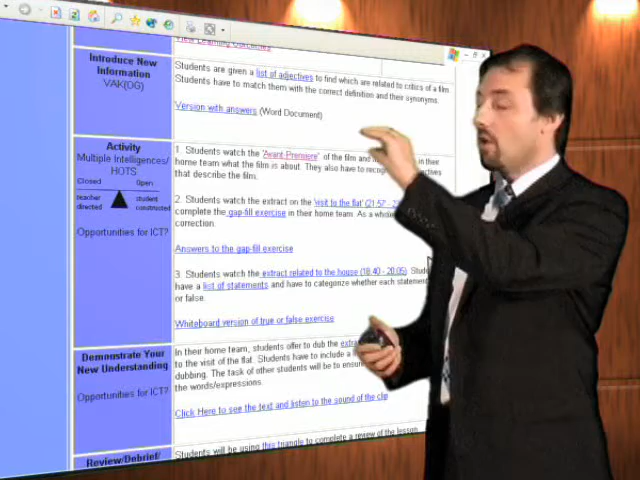 View Learning Outcomes
Introduce New
Information
VAK(OG)
Students are given a list of adjectives to find which are related to critics of a film
Students have to match them with the correct definition and their synonyms.
Version with answers (Word Document)
Activity
Multiple Intelligences/
HOTS
Closed Open
teacher directed student constructed
Opportunities for ICT?
1. Students watch the 'Avant-Premiere' of the film and in their
home team what the film is about. They also have to
that describe the film.
2. Students watch the extract on the 'visit to the flat' (21:57 -
complete the gap-fill exercise in their home team. As a
correction.
Answers to the gap-fill exercise
3. Students watch the extract related to the house (18.40 - 20.05).
have a list of statements and have to categorize whether each
or false.
Whiteboard version of true or false exercise
Demonstrate Your
New Understanding
Opportunities for ICT?
In their home team, students offer to dub the
to the visit of the flat. Students have to include a
dubbing. The task of other students will be to
the words/expressions.
Click Here to see the text and listen to the sound of the clip
Review/Debrief/
Students will be using this triangle to complete a review of the lesson